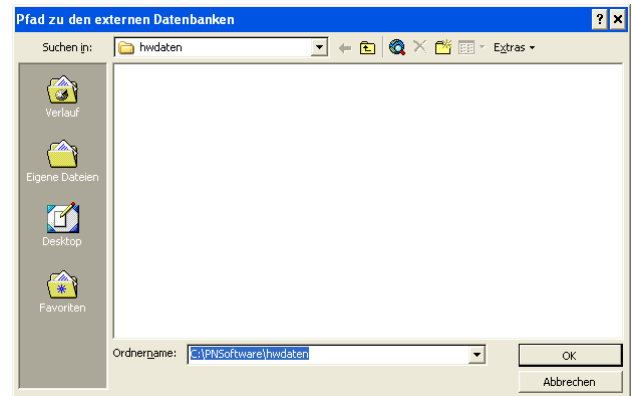 Pfad zu den externen Datenbanken
Suchen in:
hwdaten
Extras
Verlauf
Eigene Dateien
Desktop
Favoriten
Ordnername:
C:\PNSoftware\hwdaten
OK
Abbrechen